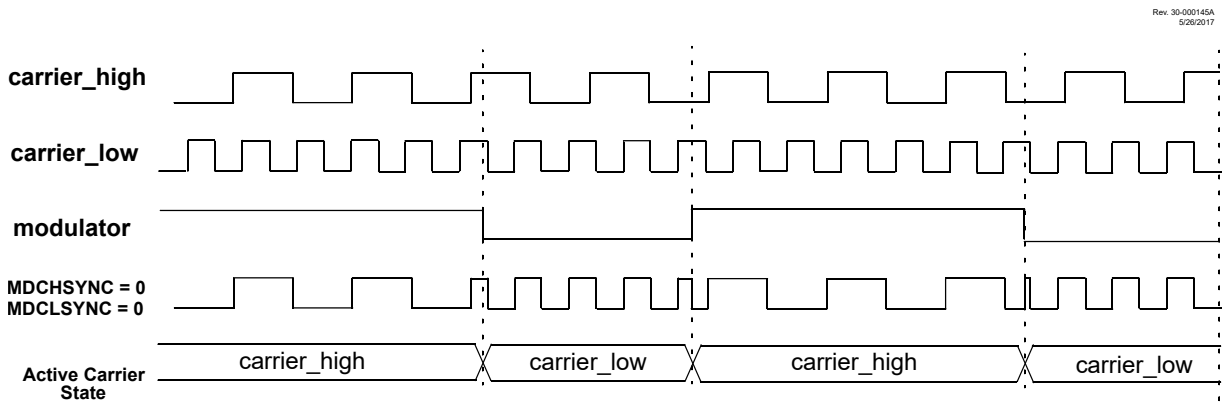 Rev. 30-000145A
5/26/2017
carrier_high
carrier_low
modulator
MDCHSYNC = 0
MDCLSYNC = 0
Active Carrier
State
carrier_high
carrier_low
carrier_high
carrier_low